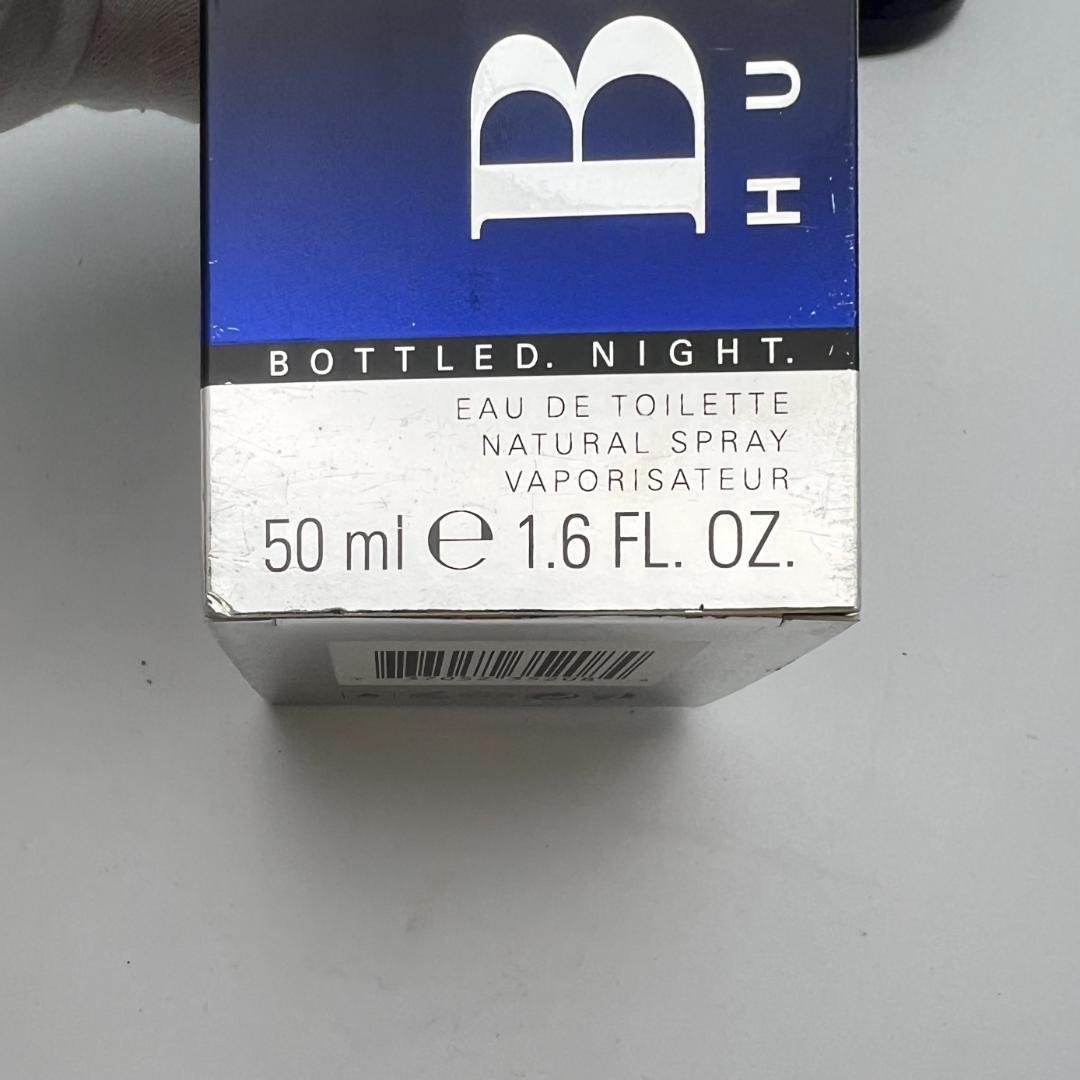 B
HU
BOTTLED. NIGHT.
EAU DE TOILETTE
NATURAL SPRAY
VAPORISATEUR
50 ml e 1.6 FL. OZ.